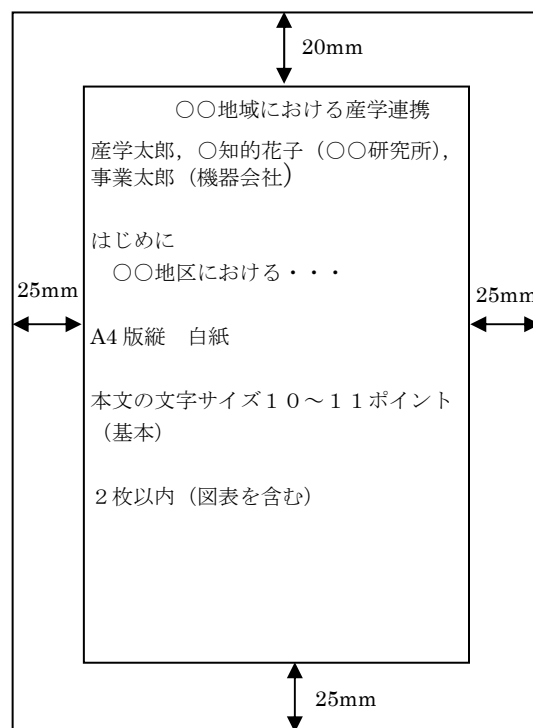 20mm
○○地域における産学連携
産学太郎，○知的花子（○○研究所），
事業太郎（機器会社）
はじめに
○○地区における・・・
25mm
25mm
A4 版縦　白紙
本文の文字サイズ１０～１１ポイント
（基本）
２枚以内（図表を含む）
25mm